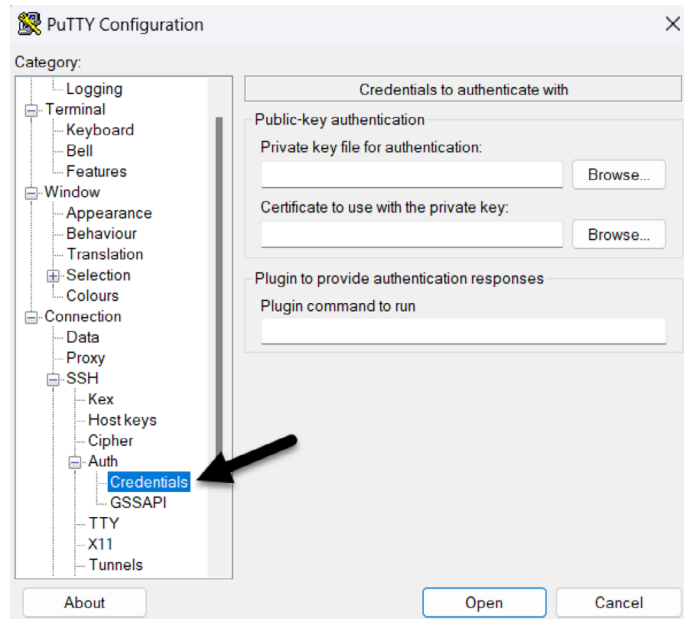 PuTTY Configuration
Category:
Logging
Terminal
Keyboard
Bell
Features
Window
Appearance
Behaviour
Translation
Selection
Colours
Connection
Data
Proxy
SSH
Kex
Host keys
Cipher
Auth
Credentials
GSSAPI
TTY
X11
Tunnels
Credentials to authenticate with
Public-key authentication
Private key file for authentication:
Browse...
Certificate to use with the private key:
Browse...
Plugin to provide authentication responses
Plugin command to run
About
Open
Cancel